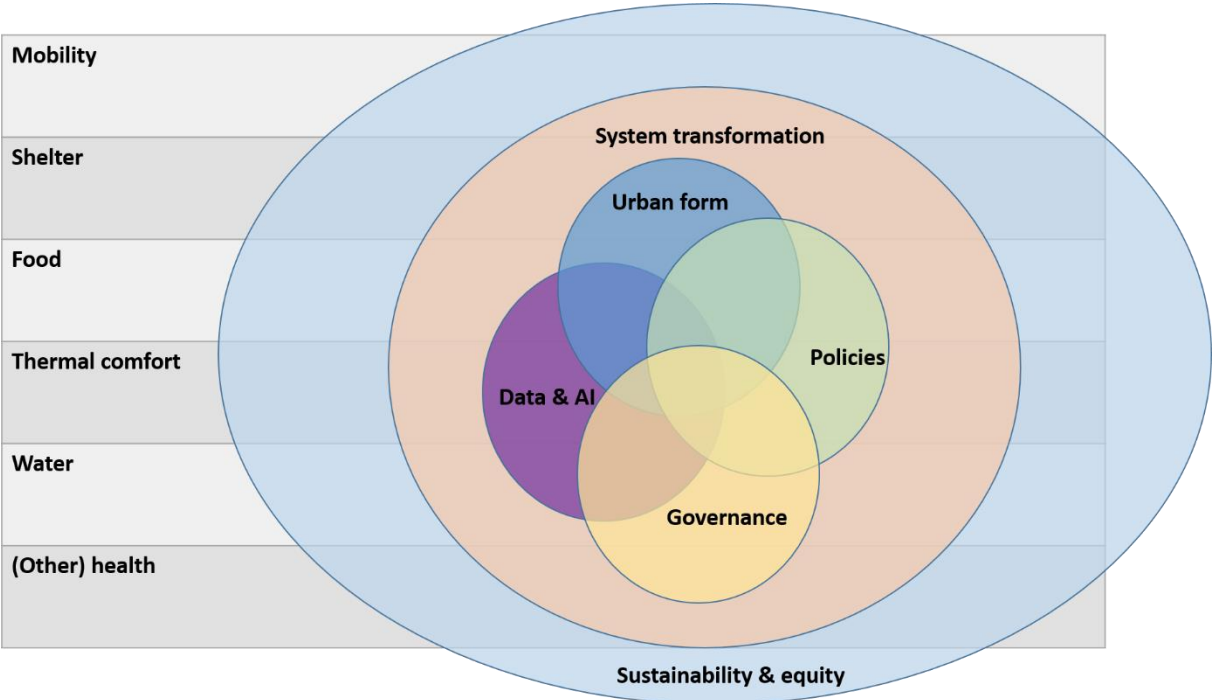 Mobility
System transformation
Shelter
Urban form
Food
Policies
Thermal comfort
Data & AI
Water
Governance
(Other) health
Sustainability & equity